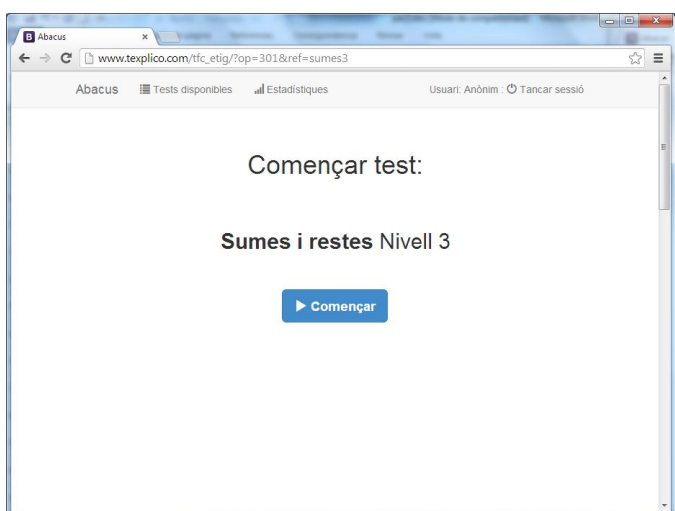 Abacus
www.texplico.com/tfc_etig/?op=301&ref=sumes3
Abacus Tests disponibles Estadístiques Usuari: Anònim : Tancar sessió
Començar test:
Sumes i restes Nivell 3
Començar